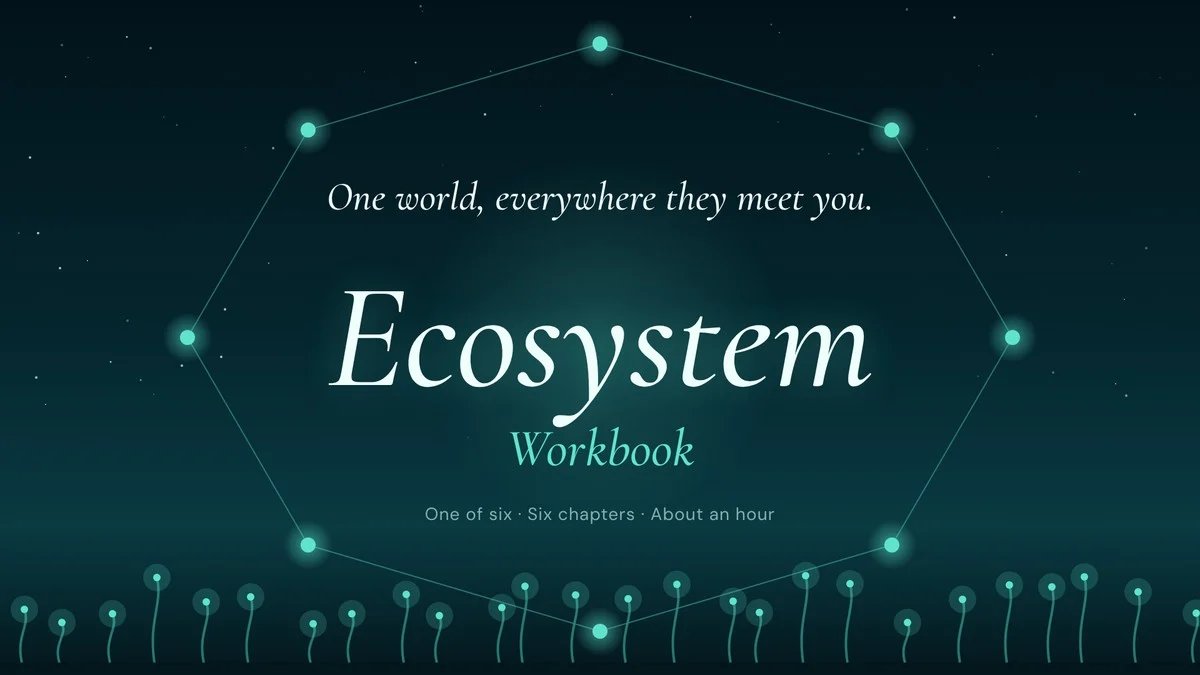 One world, everywhere they meet you.
Ecosystem
Workbook
One of six · Six chapters · About an hour